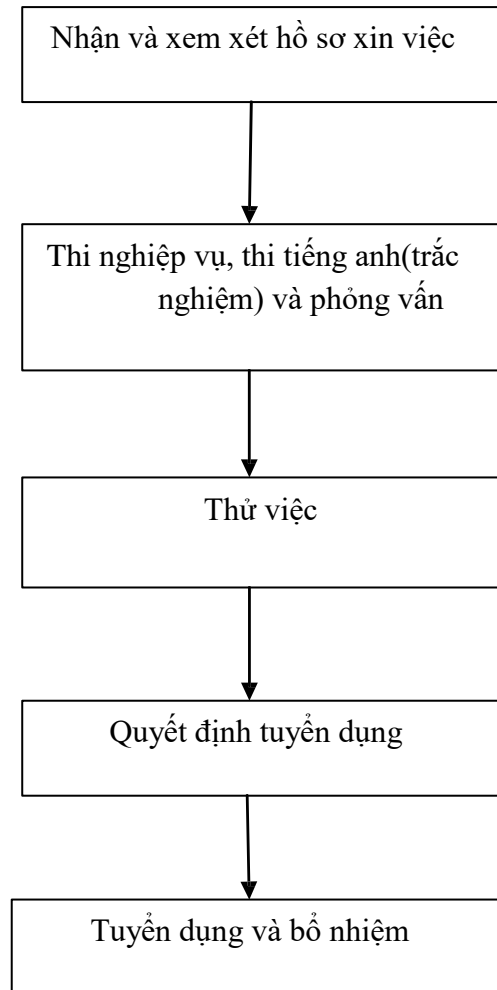 Nhận và xem xét hồ sơ xin việc
Thi nghiệp vụ, thi tiếng anh(trắc
nghiệm) và phỏng vấn
Thử việc
Quyết định tuyển dụng
Tuyển dụng và bổ nhiệm